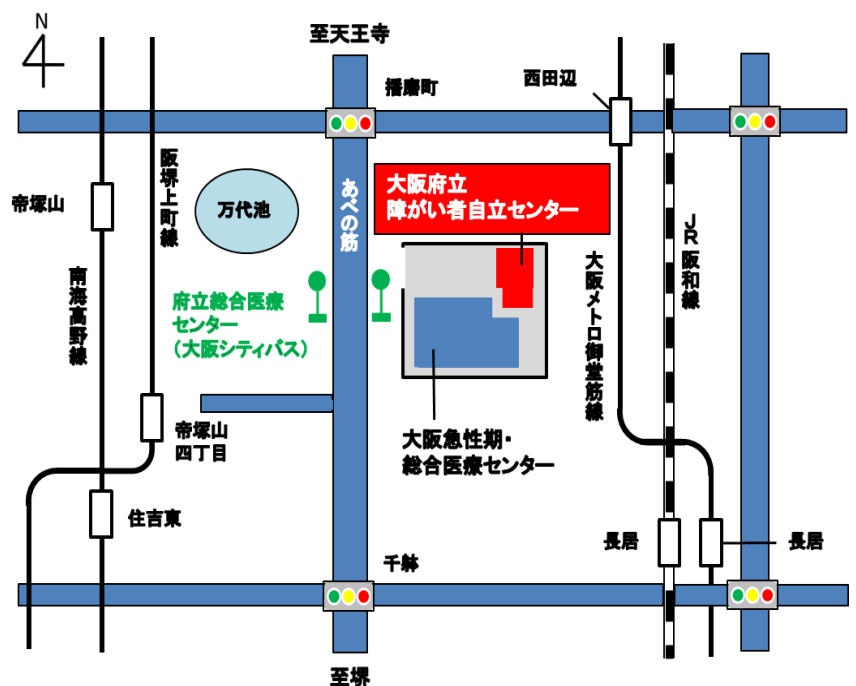 N
至天王寺
播磨町
西田辺
阪堺上町線
帝塚山
万代池
あべの筋
大阪府立
障がい者自立センター
南海高野線
府立総合医療
センター
(大阪シティバス)
大阪メトロ御堂筋線
JR阪和線
帝塚山
四丁目
大阪急性期・
総合医療センター
住吉東
長居
長居
千躰
至堺